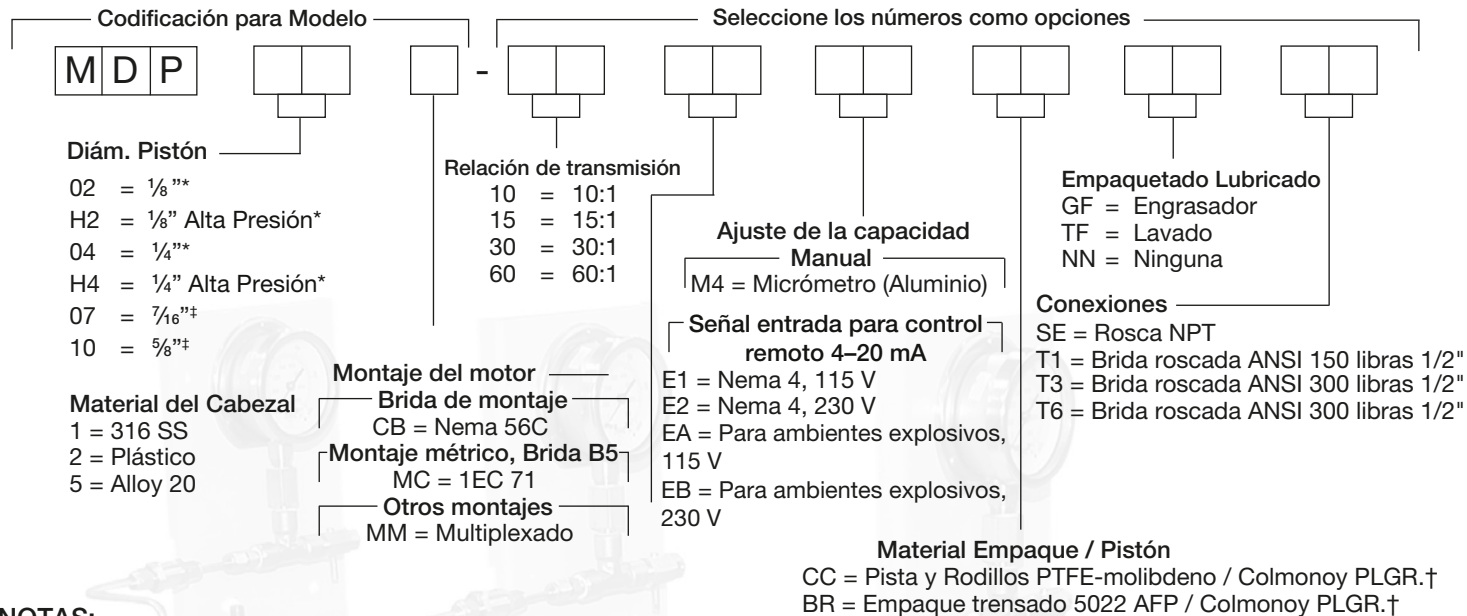 Codificación para Modelo
Seleccione los números como opciones
M D P -
Diám. Pistón
02 = ⅛"*
H2 = ⅛" Alta Presión*
04 = ¼"*
H4 = ¼" Alta Presión*
07 = ⁷⁄₁₆"‡
10 = ⅝"‡
Material del Cabezal
1 = 316 SS
2 = Plástico
5 = Alloy 20
Relación de transmisión
10 = 10:1
15 = 15:1
30 = 30:1
60 = 60:1
Montaje del motor
Brida de montaje
CB = Nema 56C
Montaje métrico, Brida B5
MC = 1EC 71
Otros montajes
MM = Multiplexado
Ajuste de la capacidad
Manual
M4 = Micrómetro (Aluminio)
Señal entrada para control
remoto 4–20 mA
E1 = Nema 4, 115 V
E2 = Nema 4, 230 V
EA = Para ambientes explosivos,
115 V
EB = Para ambientes explosivos,
230 V
Empaquetado Lubricado
GF = Engrasador
TF = Lavado
NN = Ninguna
Conexiones
SE = Rosca NPT
T1 = Brida roscada ANSI 150 libras 1/2"
T3 = Brida roscada ANSI 300 libras 1/2"
T6 = Brida roscada ANSI 300 libras 1/2"
Material Empaque / Pistón
CC = Pista y Rodillos PTFE-molibdeno / Colmonoy PLGR.†
BR = Empaque trensado 5022 AFP / Colmonoy PLGR.†
NOTAS: